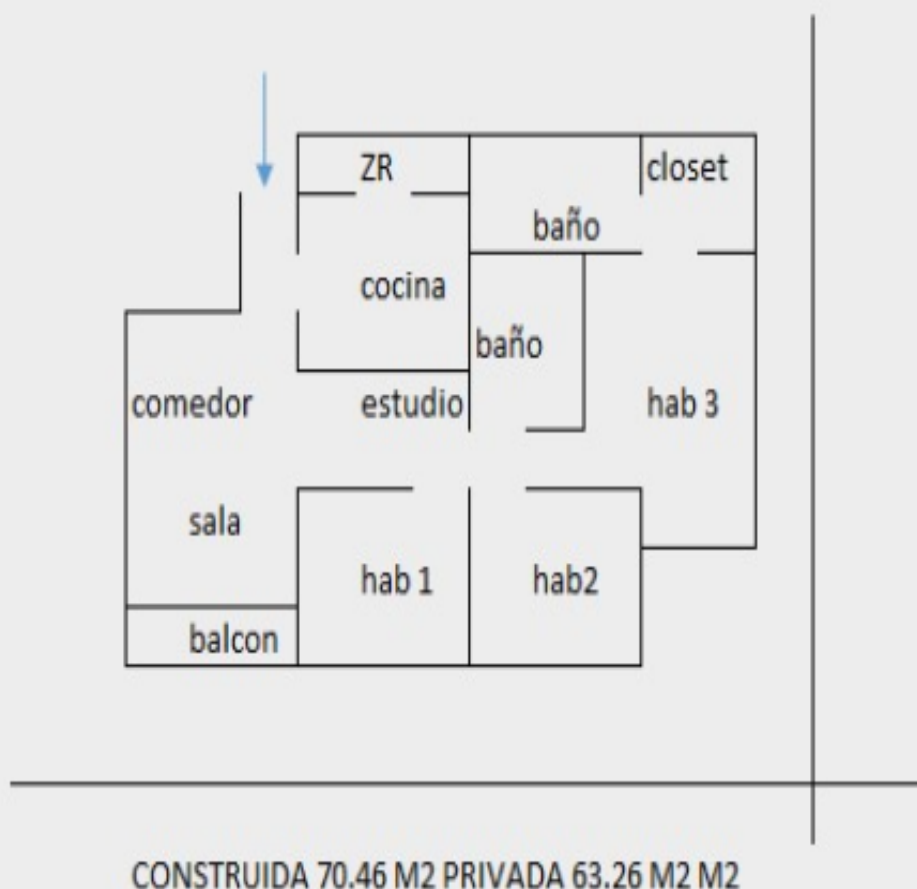 ZR
closet
baño
cocina
baño
comedor
estudio
hab 3
sala
hab 1
hab2
balcon
CONSTRUIDA 70.46 M2 PRIVADA 63.26 M2 M2